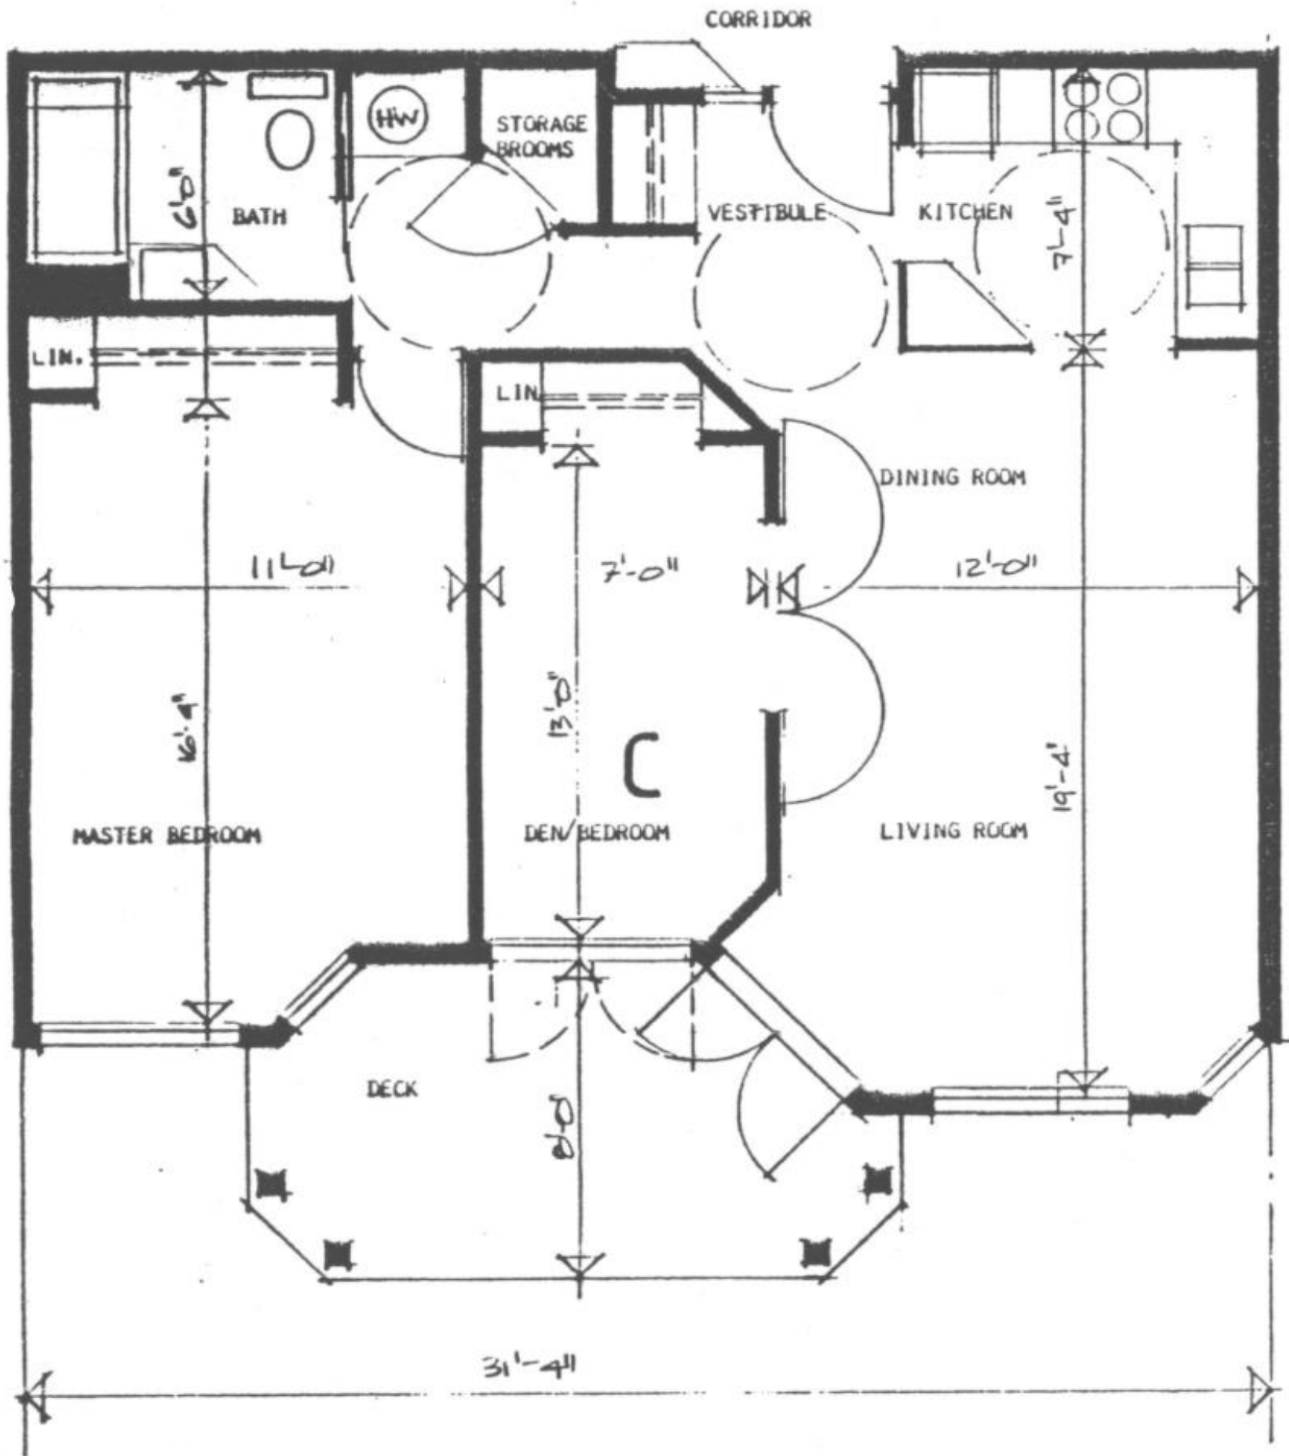 CORRIDOR
HW
STORAGE
BROOMS
6'-0"
BATH
VESTIBULE
KITCHEN
7'-4"
LIN.
LIN
DINING ROOM
11'-0"
7'-0"
12'-0"
13'-0"
16'-4"
C
19'-4'
MASTER BEDROOM
DEN/BEDROOM
LIVING ROOM
DECK
8'-0"
31'-4"